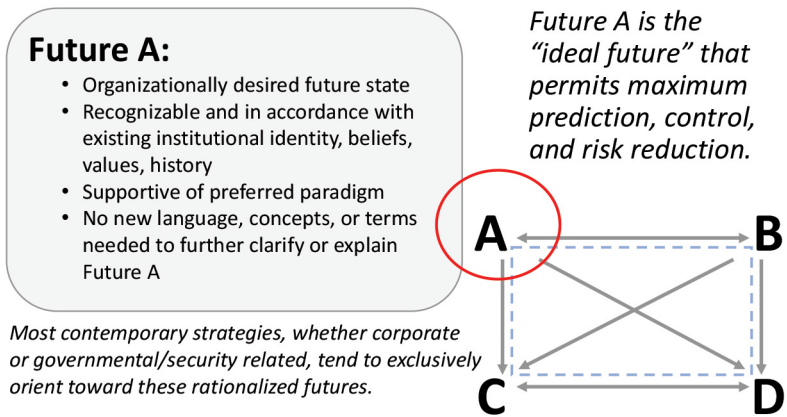 Future A:
• Organizationally desired future state
• Recognizable and in accordance with
existing institutional identity, beliefs,
values, history
• Supportive of preferred paradigm
• No new language, concepts, or terms
needed to further clarify or explain
Future A
Most contemporary strategies, whether corporate
or governmental/security related, tend to exclusively
orient toward these rationalized futures.
Future A is the
“ideal future” that
permits maximum
prediction, control,
and risk reduction.
A B
C D